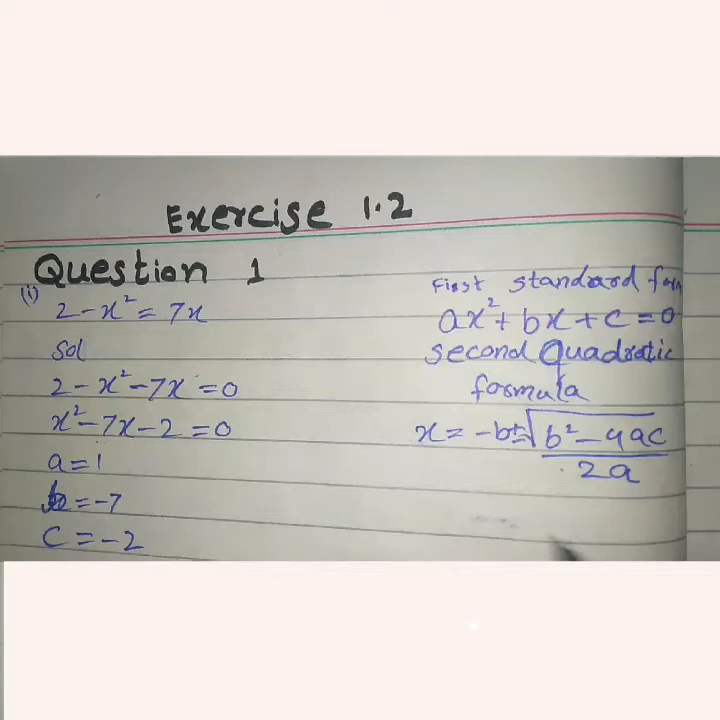 Exercise 1.2
Question 1
(i)
2 - x² = 7x
Sol
2 - x² - 7x = 0
x² - 7x - 2 = 0
a = 1
b = -7
C = -2
First standard form
ax² + bx + c = 0
second Quadratic
formula
x = -b±√b² - 4ac
2a